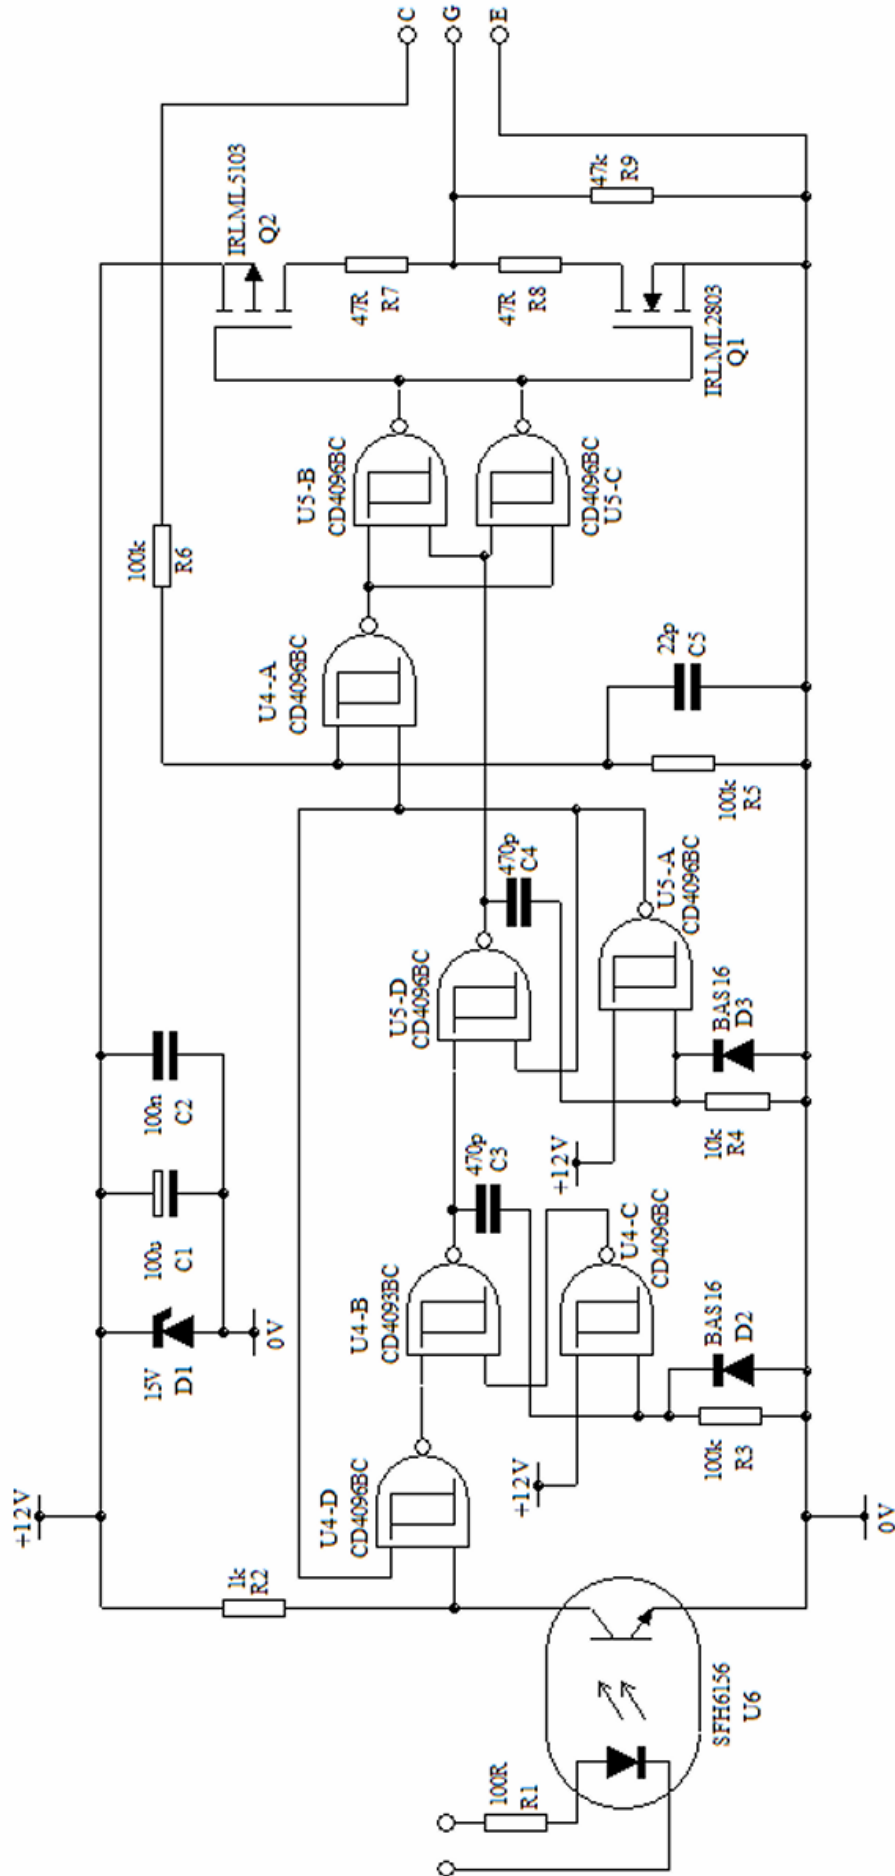 +12V
1k
R2
100R
R1
SFH6156
U6
0V
U4-D
CD4096BC
15V
D1
100u
C1
100n
C2
0V
U4-B
CD4093BC
470p
C3
+12V
U4-C
CD4096BC
100k
R3
BAS16
D2
U5-D
CD4096BC
470p
C4
+12V
U5-A
CD4096BC
10k
R4
BAS16
D3
U4-A
CD4096BC
100k
R5
22p
C5
100k
R6
U5-B
CD4096BC
CD4096BC
U5-C
IRLML5103
Q2
47R
R7
47R
R8
IRLML2803
Q1
47k
R9
C
G
E